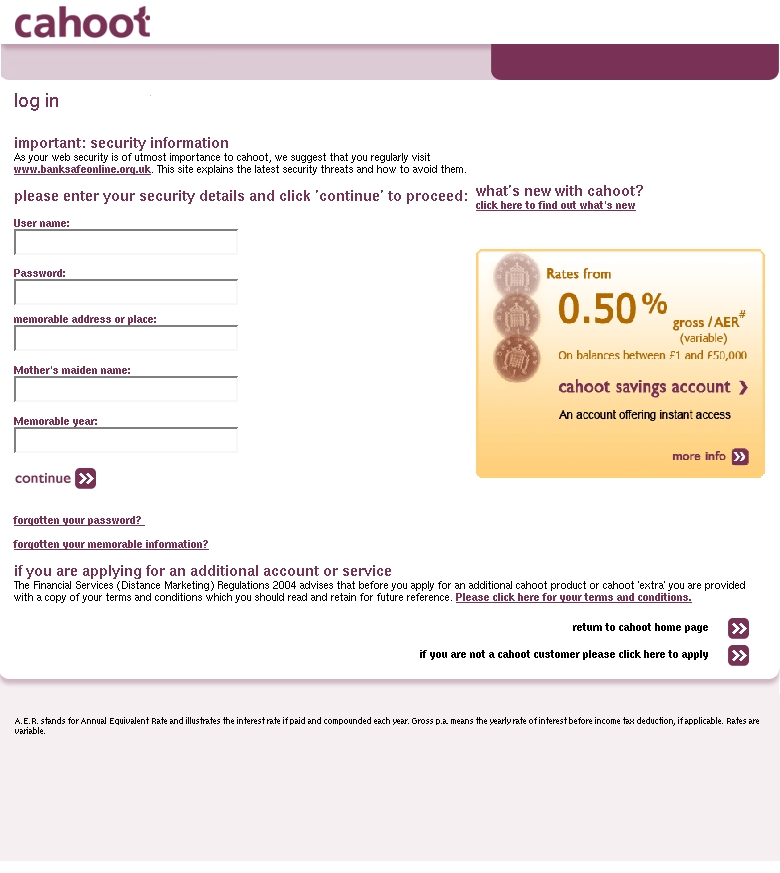 cahoot
log in
important: security information
As your web security is of utmost importance to cahoot, we suggest that you regularly visit
www.banksafeonline.org.uk. This site explains the latest security threats and how to avoid them.
please enter your security details and click 'continue' to proceed:
User name:
Password:
memorable address or place:
Mother's maiden name:
Memorable year:
continue
forgotten your password?
forgotten your memorable information?
what's new with cahoot?
click here to find out what's new
Rates from
0.50%
gross /AER#
(variable)
On balances between £1 and £50,000
cahoot savings account ❯
An account offering instant access
more info
if you are applying for an additional account or service
The Financial Services (Distance Marketing) Regulations 2004 advises that before you apply for an additional cahoot product or cahoot 'extra' you are provided
with a copy of your terms and conditions which you should read and retain for future reference. Please click here for your terms and conditions.
return to cahoot home page
if you are not a cahoot customer please click here to apply
A.E.R. stands for Annual Equivalent Rate and illustrates the interest rate if paid and compounded each year. Gross p.a. means the yearly rate of interest before income tax deduction, if applicable. Rates are
variable.